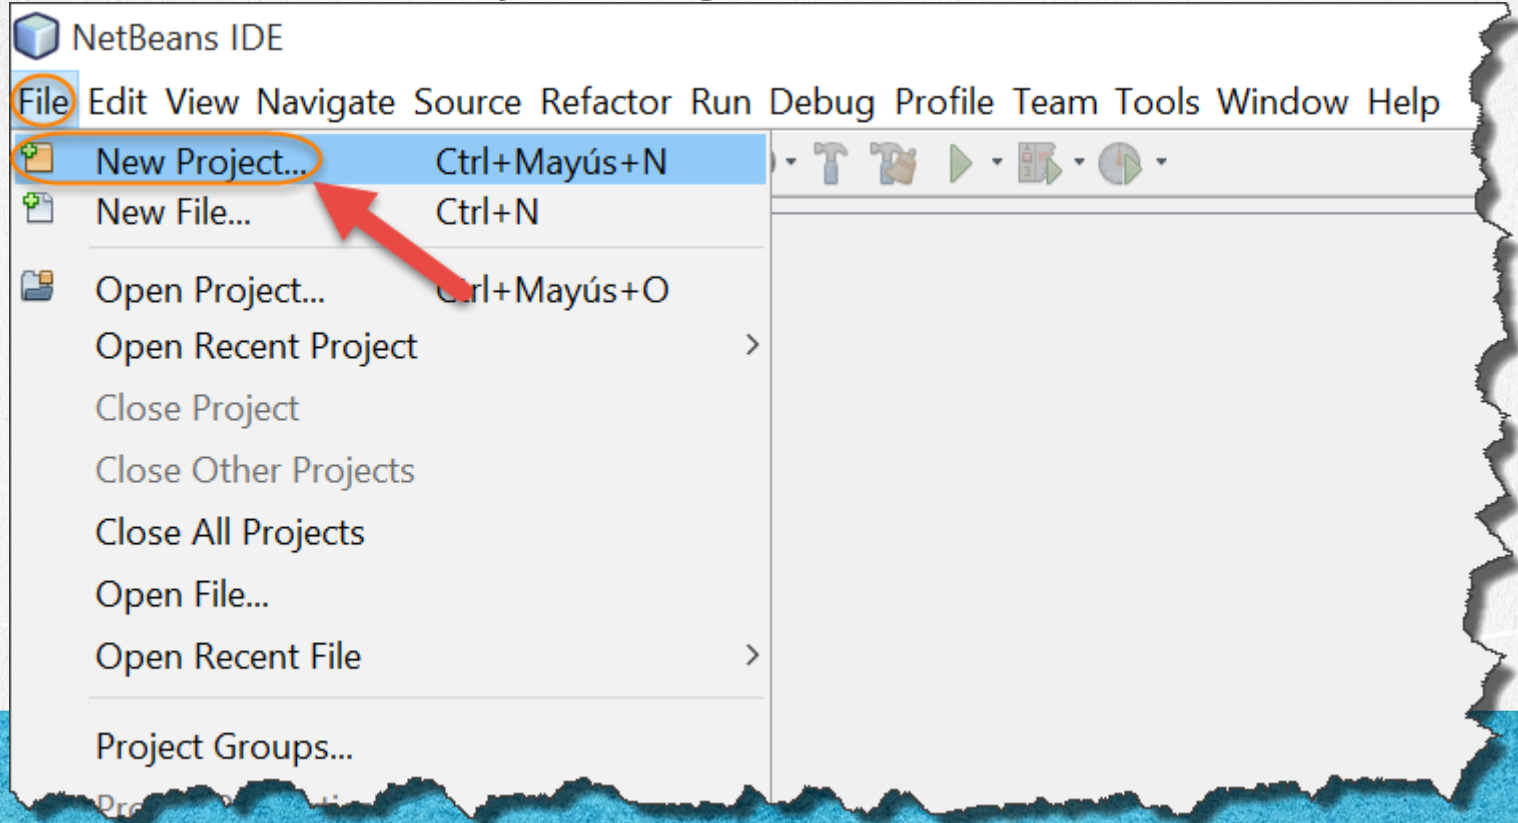 NetBeans IDE
File Edit View Navigate Source Refactor Run Debug Profile Team Tools Window Help
New Project... Ctrl+Mayús+N
New File... Ctrl+N
Open Project... Ctrl+Mayús+O
Open Recent Project
Close Project
Close Other Projects
Close All Projects
Open File...
Open Recent File
Project Groups...